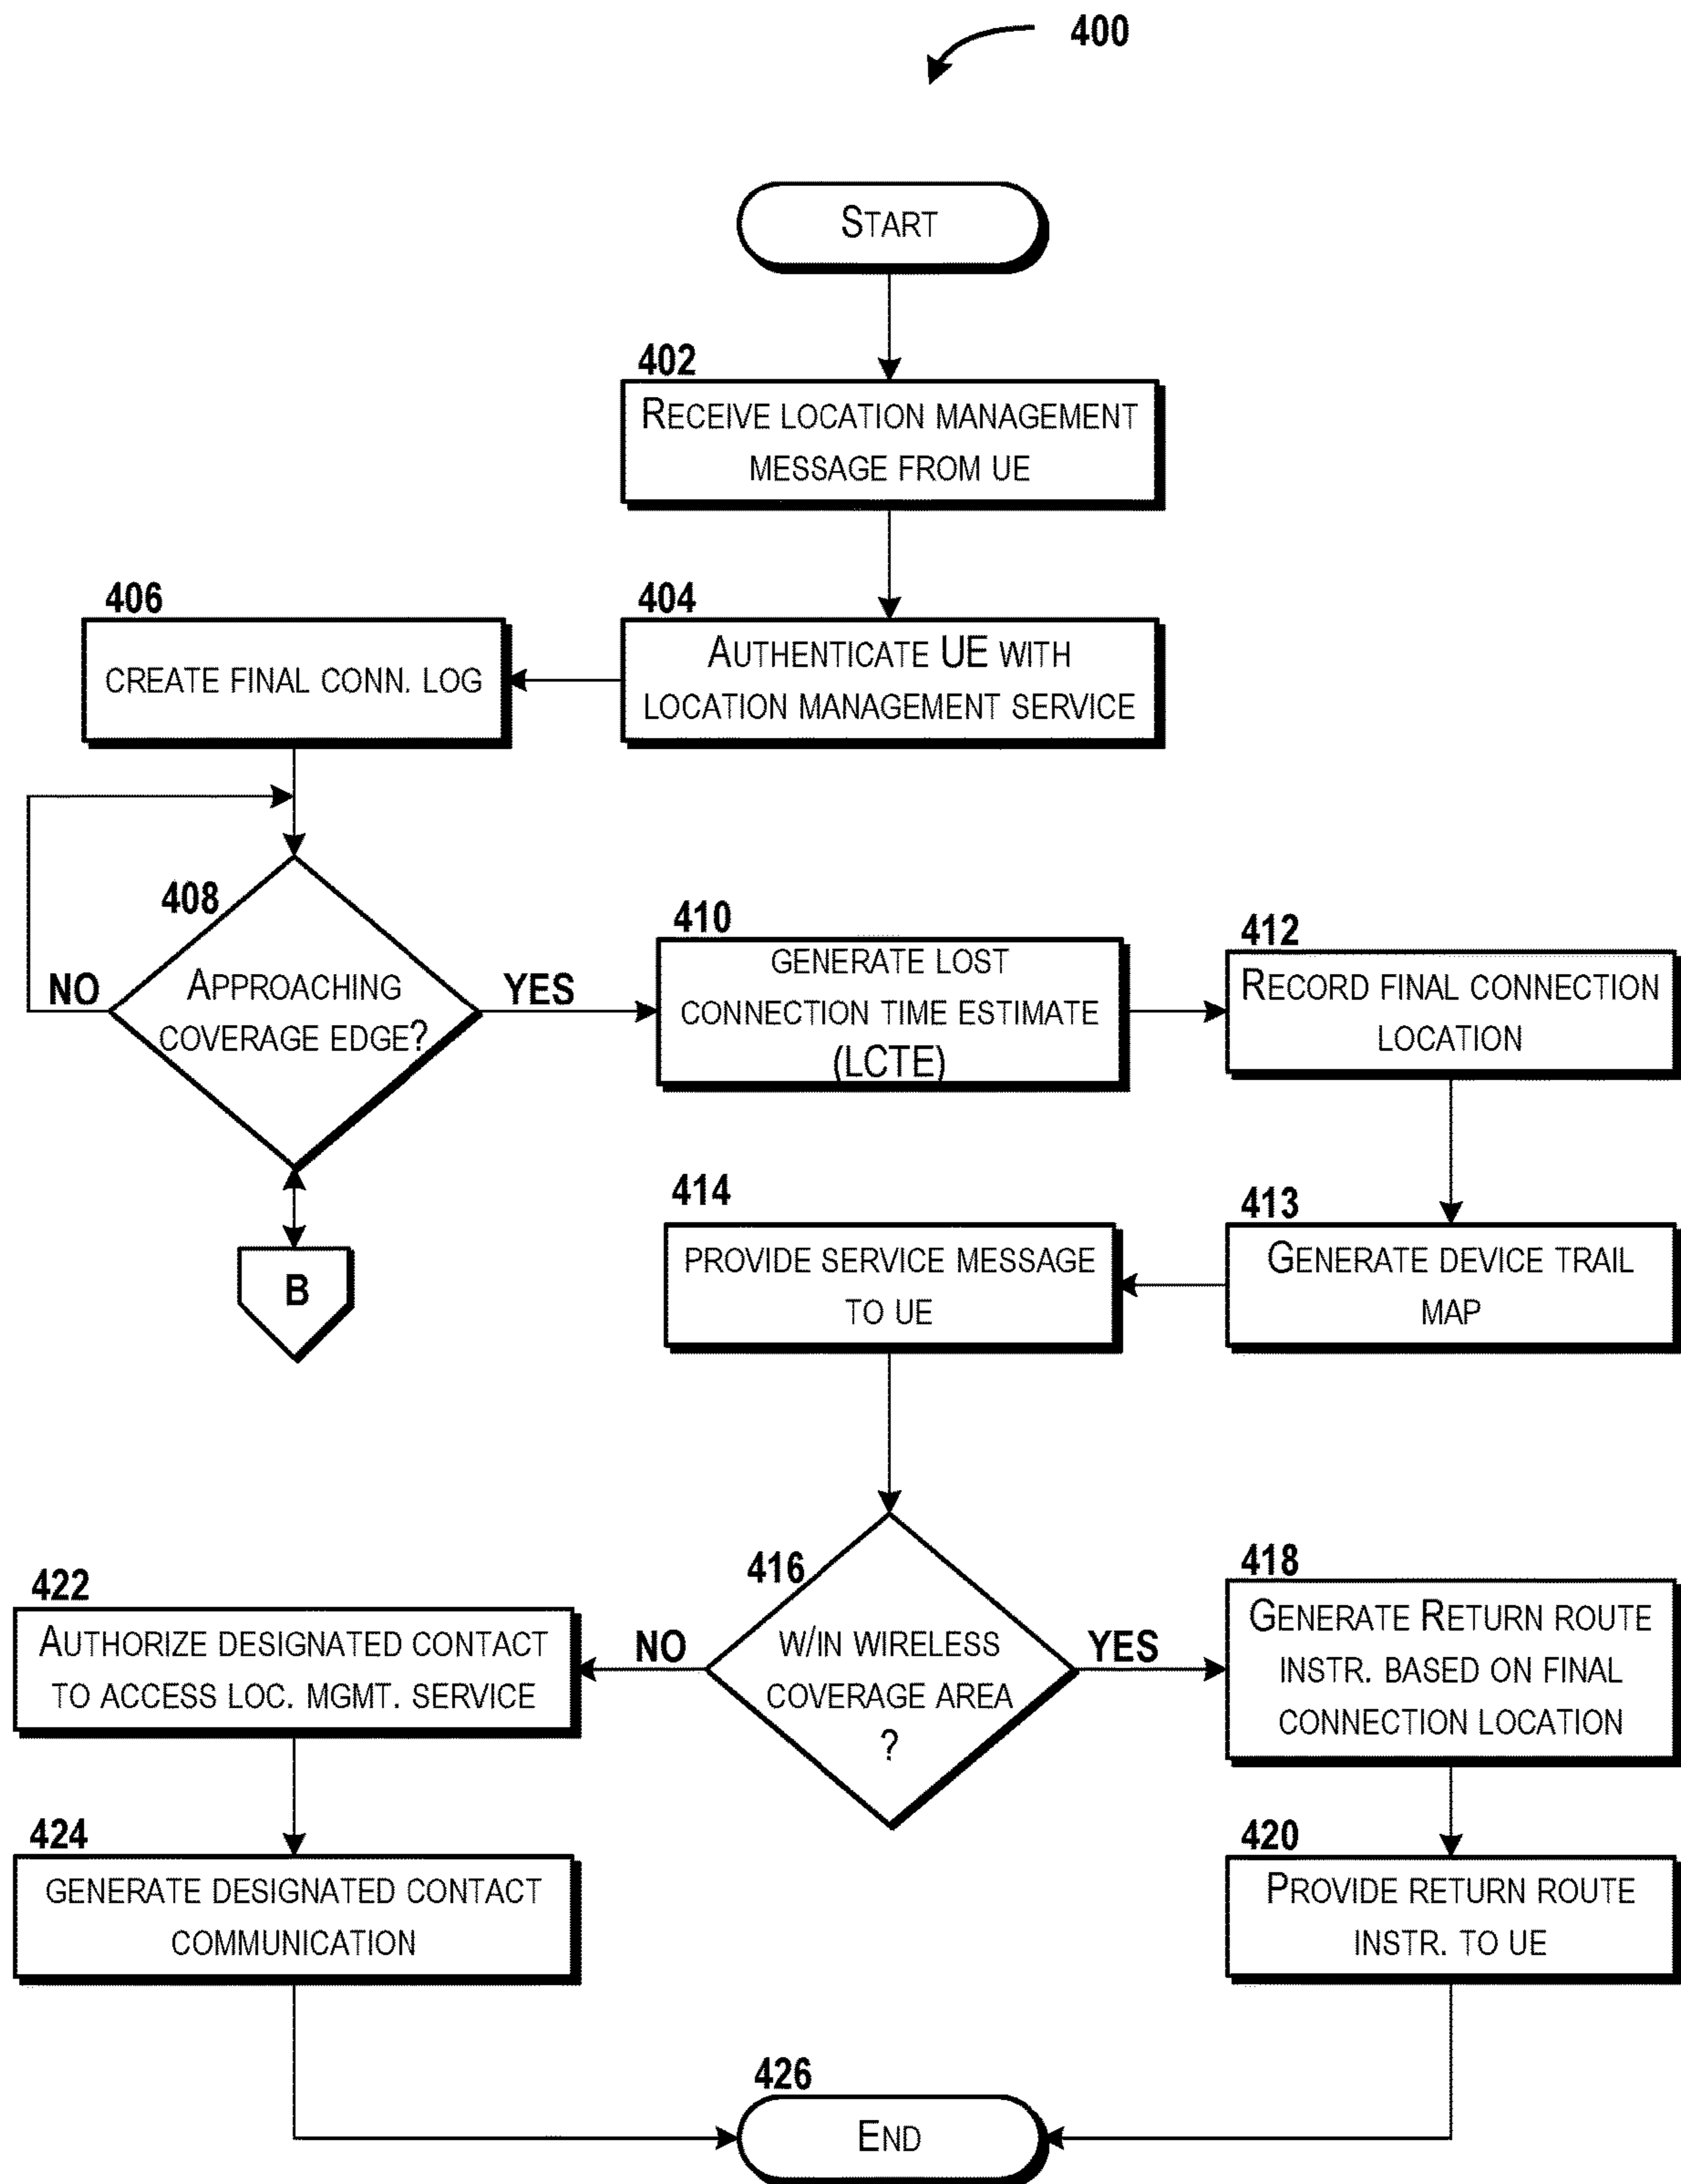 400
START
402
RECEIVE LOCATION MANAGEMENT
MESSAGE FROM UE
404
AUTHENTICATE UE WITH
LOCATION MANAGEMENT SERVICE
406
CREATE FINAL CONN. LOG
408
APPROACHING
COVERAGE EDGE?
NO
YES
B
410
GENERATE LOST
CONNECTION TIME ESTIMATE
(LCTE)
412
RECORD FINAL CONNECTION
LOCATION
413
GENERATE DEVICE TRAIL
MAP
414
PROVIDE SERVICE MESSAGE
TO UE
416
W/IN WIRELESS
COVERAGE AREA
?
NO
YES
418
GENERATE RETURN ROUTE
INSTR. BASED ON FINAL
CONNECTION LOCATION
420
PROVIDE RETURN ROUTE
INSTR. TO UE
422
AUTHORIZE DESIGNATED CONTACT
TO ACCESS LOC. MGMT. SERVICE
424
GENERATE DESIGNATED CONTACT
COMMUNICATION
426
END